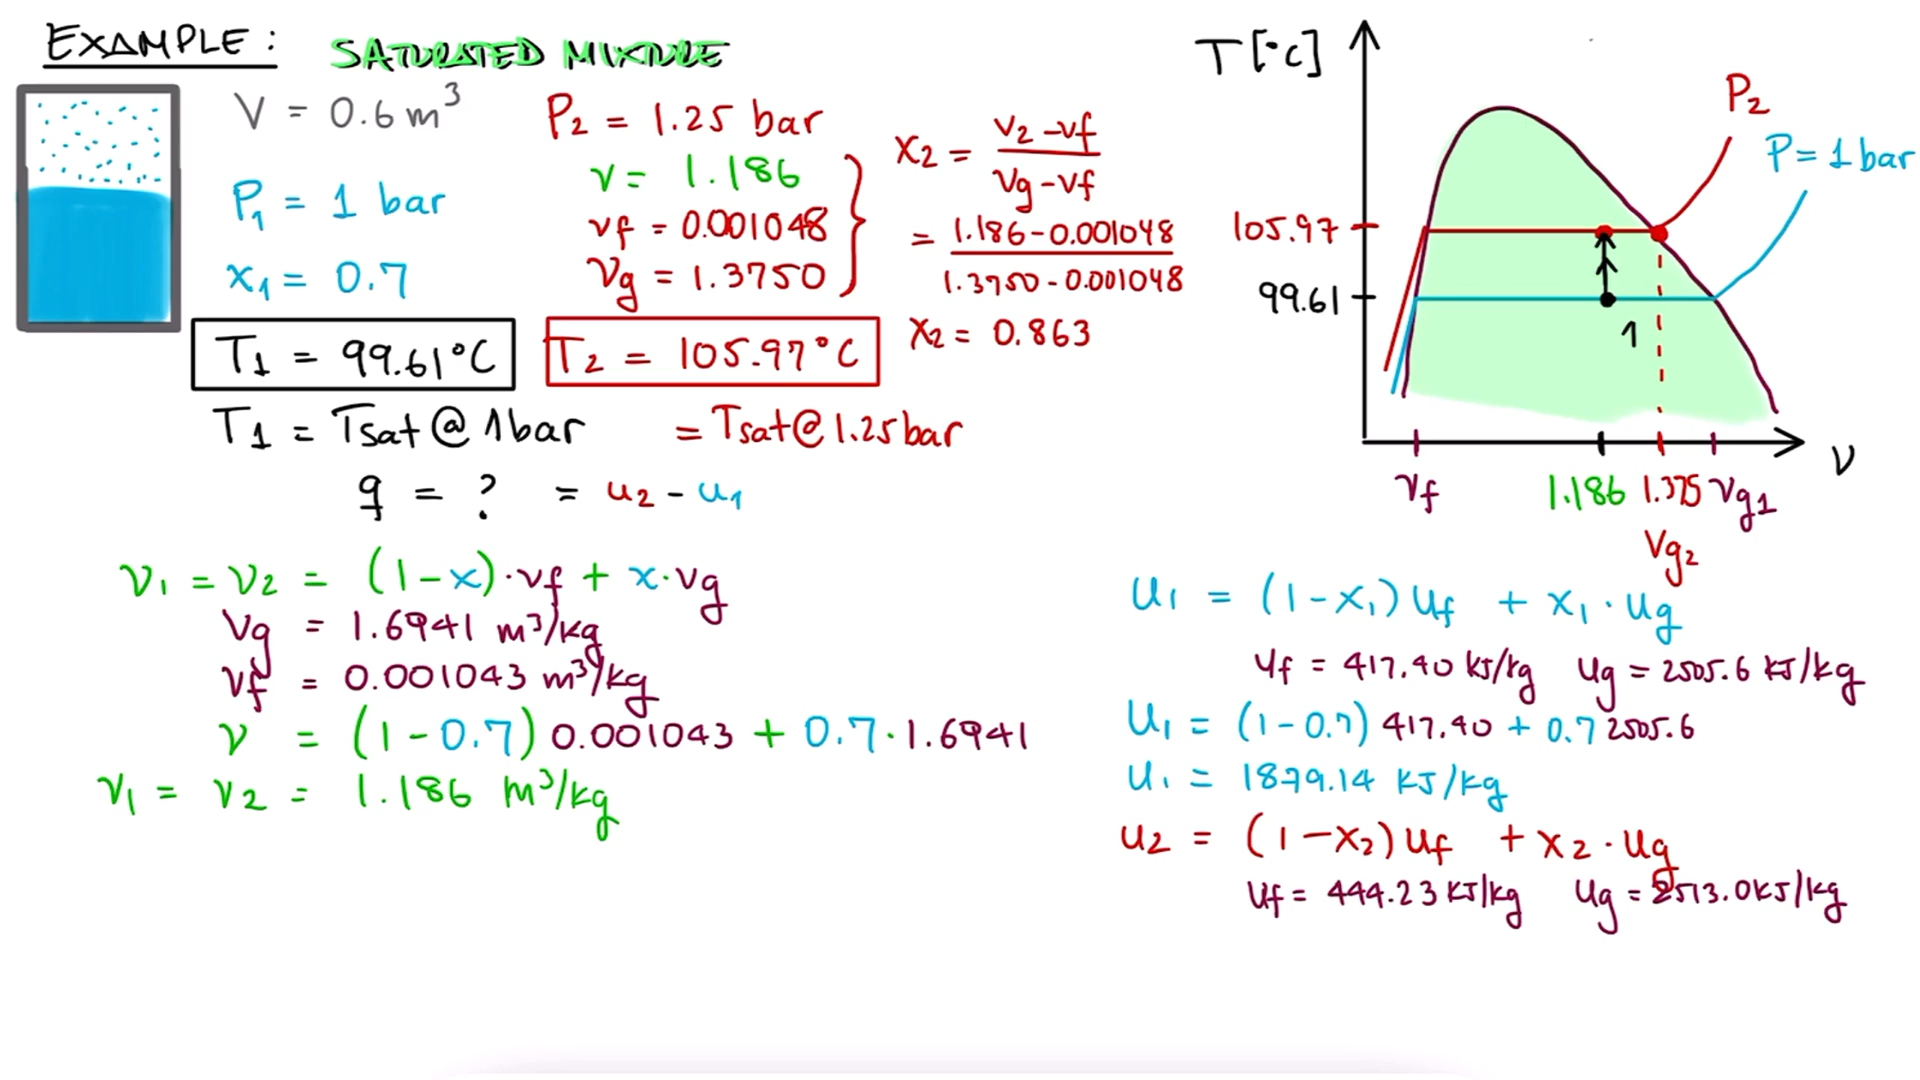 EXAMPLE: SATURATED MIXTURE
V = 0.6 m³
P₁ = 1 bar
x₁ = 0.7
T₁ = 99.61°C
T₁ = Tsat @ 1bar
P₂ = 1.25 bar
v = 1.186
vf = 0.001048
vg = 1.3750
T₂ = 105.97°C
= Tsat @ 1.25 bar
x₂ = (v₂ - vf) / (vg - vf)
= (1.186 - 0.001048) / (1.3750 - 0.001048)
x₂ = 0.863
q = ? = u₂ - u₁
v₁ = v₂ = (1-x)·vf + x·vg
vg = 1.6941 m³/kg
vf = 0.001043 m³/kg
v = (1-0.7) 0.001043 + 0.7·1.6941
v₁ = v₂ = 1.186 m³/kg
T[°C]
P₂
P=1bar
105.97
99.61
1
vf 1.186 1.375 vg1
v
vg2
u₁ = (1-x₁) uf + x₁·ug
uf = 417.40 kJ/kg ug = 2505.6 kJ/kg
u₁ = (1-0.7) 417.40 + 0.7 2505.6
u₁ = 1879.14 kJ/kg
u₂ = (1-x₂) uf + x₂·ug
uf = 444.23 kJ/kg ug = 2513.0 kJ/kg